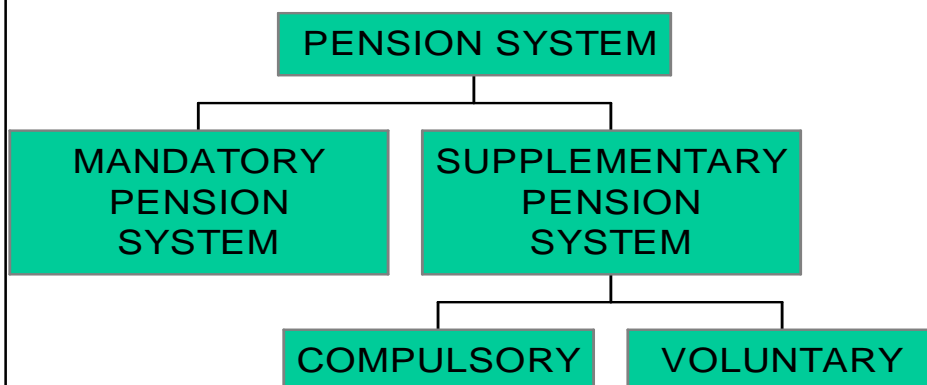 PENSION SYSTEM
MANDATORY
PENSION
SYSTEM
SUPPLEMENTARY
PENSION
SYSTEM
COMPULSORY
VOLUNTARY